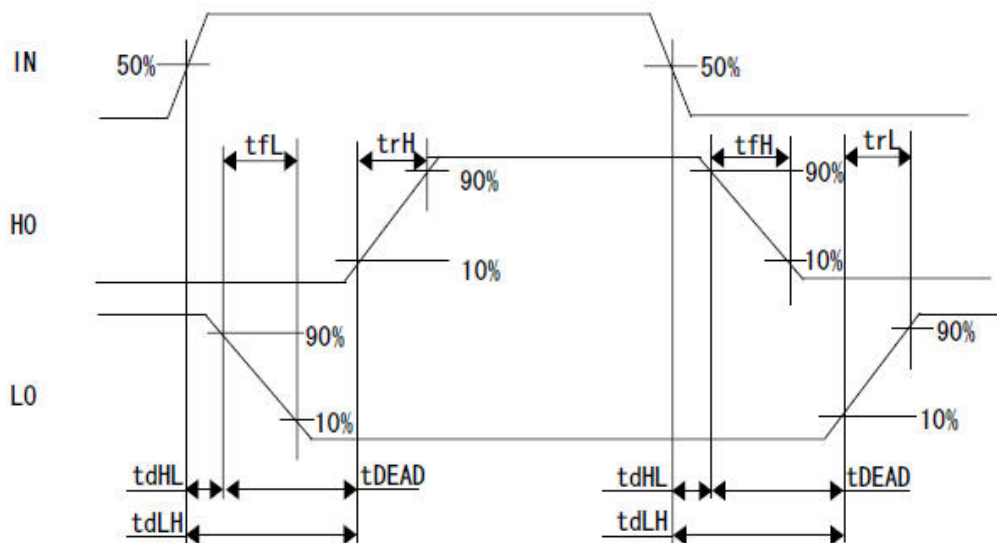 IN
50%
50%
tfL
trH
tfH
trL
HO
90%
10%
90%
10%
LO
90%
10%
90%
10%
tdHL
tDEAD
tdHL
tDEAD
tdLH
tdLH